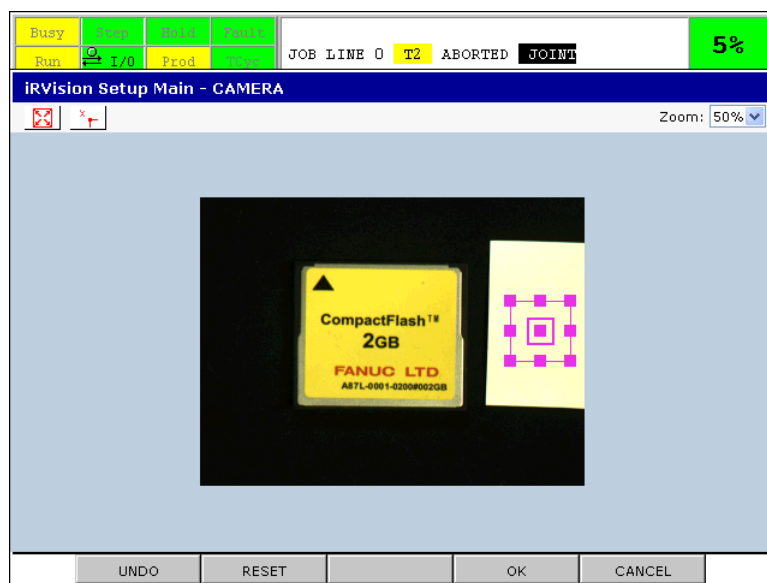 Busy Step Hold Fault
Run I/O Prod TCyc
JOB LINE 0 T2 ABORTED JOINT
5%
iRVision Setup Main - CAMERA
Zoom: 50%
CompactFlash™
2GB
FANUC LTD
A87L-0001-0200#002GB
UNDO RESET OK CANCEL